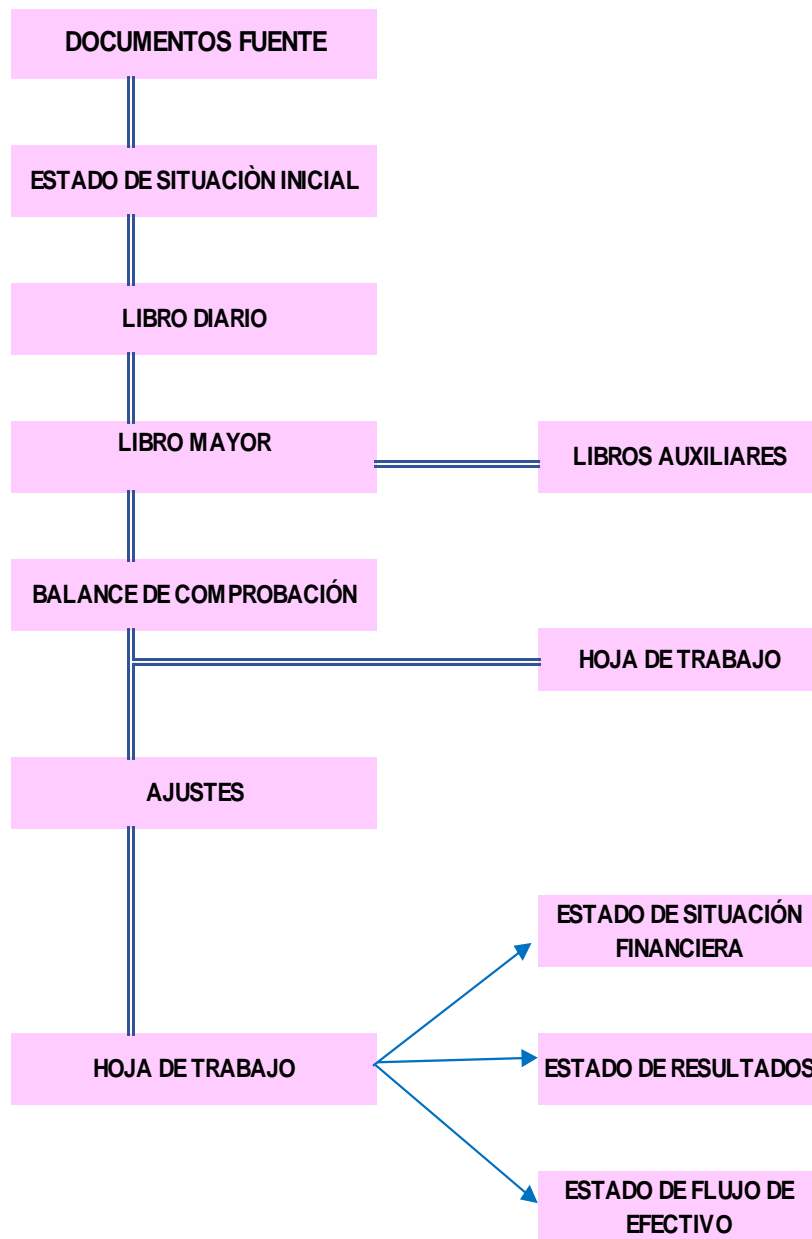 DOCUMENTOS FUENTE
ESTADO DE SITUACIÒN INICIAL
LIBRO DIARIO
LIBRO MAYOR
LIBROS AUXILIARES
BALANCE DE COMPROBACIÓN
HOJA DE TRABAJO
AJUSTES
ESTADO DE SITUACIÓN
FINANCIERA
HOJA DE TRABAJO
ESTADO DE RESULTADOS
ESTADO DE FLUJO DE
EFECTIVO